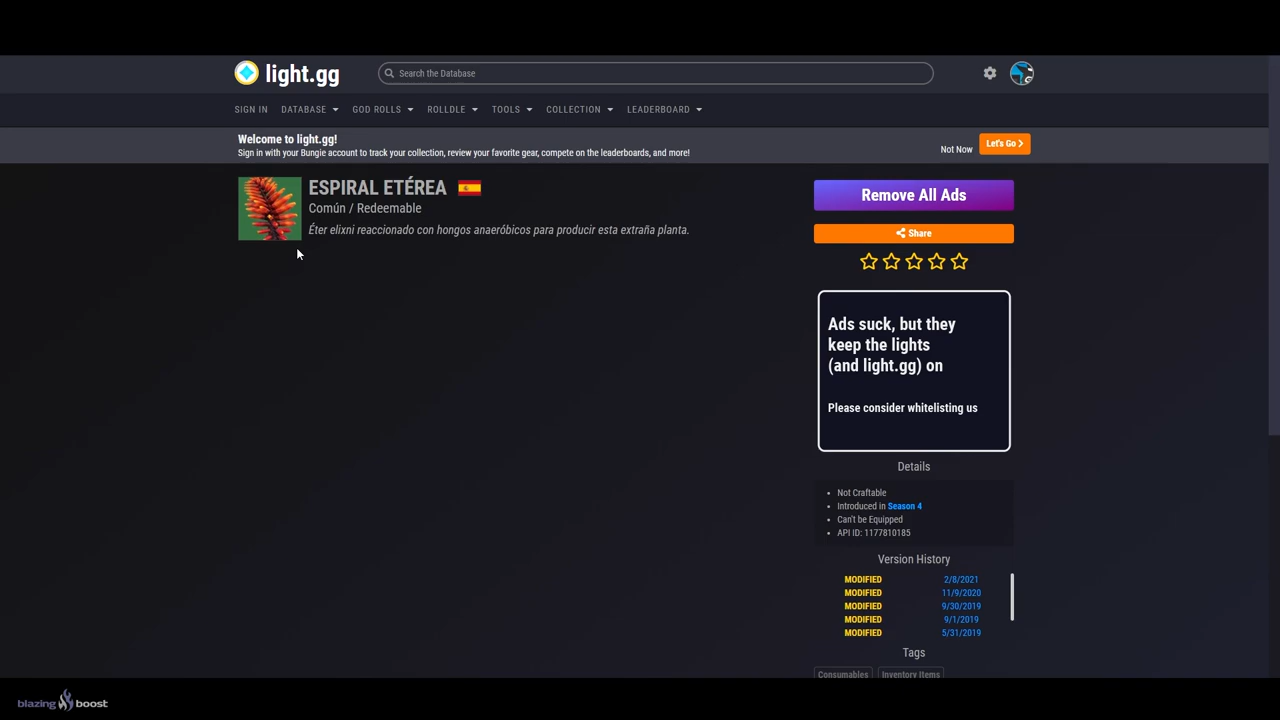 light.gg
Search the Database
SIGN IN DATABASE GOD ROLLS ROLLDLE TOOLS COLLECTION LEADERBOARD
Welcome to light.gg!
Sign in with your Bungie account to track your collection, review your favorite gear, compete on the leaderboards, and more!
Not Now
Let's Go
ESPIRAL ETÉREA
Común / Redeemable
Éter elixni reaccionado con hongos anaeróbicos para producir esta extraña planta.
Remove All Ads
Share
Ads suck, but they
keep the lights
(and light.gg) on
Please consider whitelisting us
Details
Not Craftable
Introduced in Season 4
Can't be Equipped
API ID: 1177810185
Version History
MODIFIED 2/8/2021
MODIFIED 11/9/2020
MODIFIED 9/30/2019
MODIFIED 9/1/2019
MODIFIED 5/31/2019
Tags
Consumables Inventory Items
blazing boost